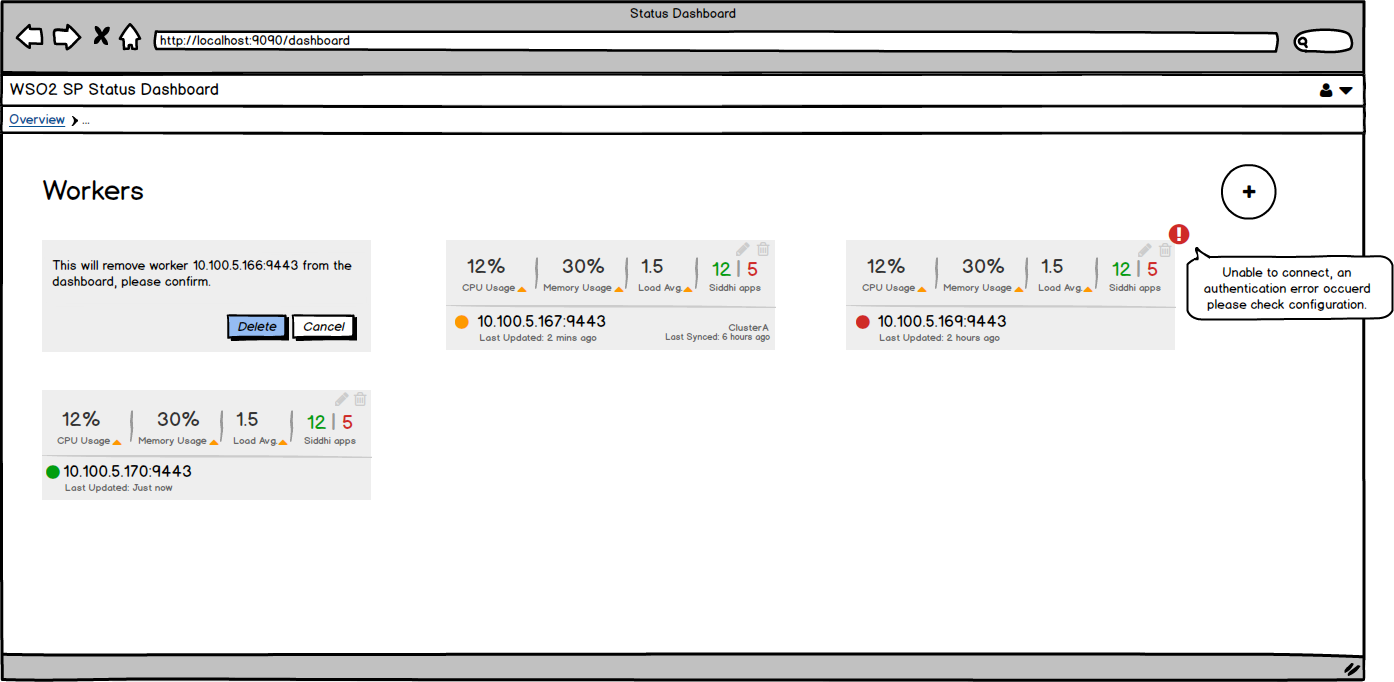 Status Dashboard
http://localhost:9090/dashboard
WSO2 SP Status Dashboard
Overview ...
Workers
+
This will remove worker 10.100.5.166:9443 from the
dashboard, please confirm.
Delete Cancel
12% 30% 1.5 12 | 5
CPU Usage Memory Usage Load Avg. Siddhi apps
10.100.5.167:9443
Last Updated: 2 mins ago
ClusterA
Last Synced: 6 hours ago
12% 30% 1.5 12 | 5
CPU Usage Memory Usage Load Avg. Siddhi apps
10.100.5.169:9443
Last Updated: 2 hours ago
!
Unable to connect, an
authentication error occuerd
please check configuration.
12% 30% 1.5 12 | 5
CPU Usage Memory Usage Load Avg. Siddhi apps
10.100.5.170:9443
Last Updated: Just now